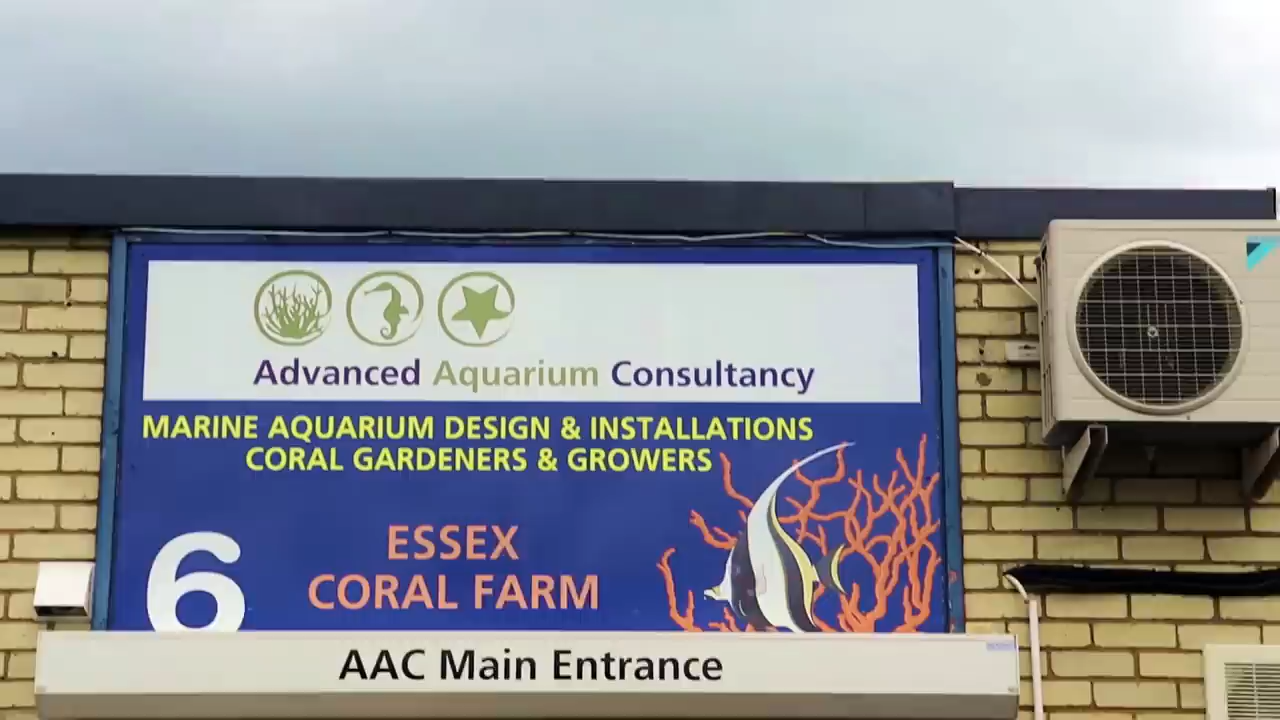 Advanced Aquarium Consultancy
MARINE AQUARIUM DESIGN & INSTALLATIONS
CORAL GARDENERS & GROWERS
ESSEX
CORAL FARM
6
AAC Main Entrance